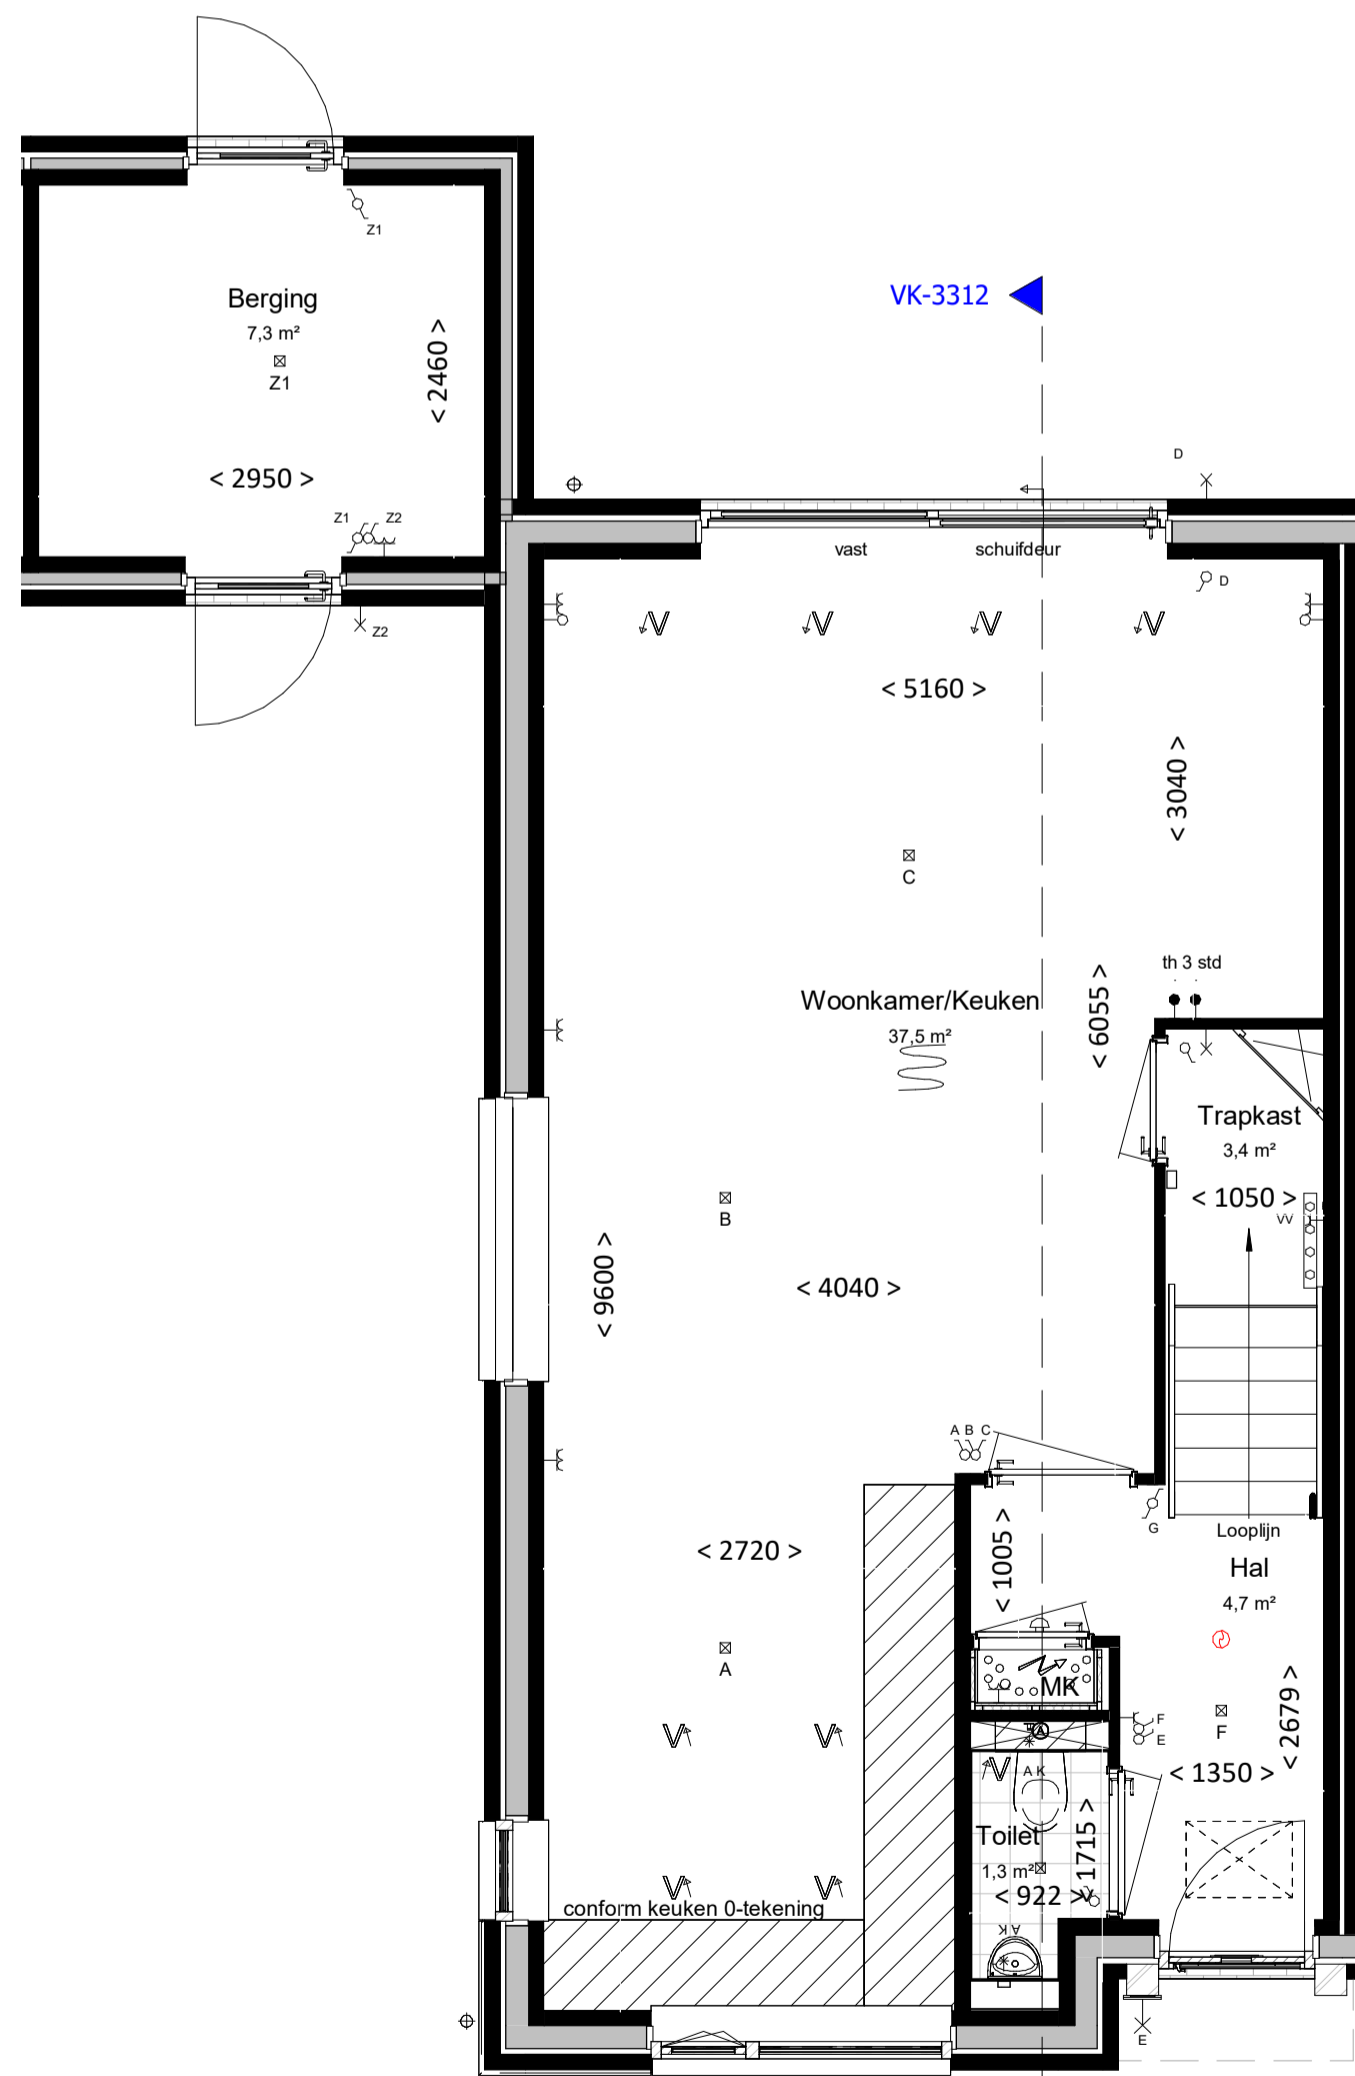 Z1
Berging
7,3 m²
Z1
< 2460 >
< 2950 >
Z1 Z2
Z2
VK-3312
D
vast
schuifdeur
D
V V V V
< 5160 >
< 3040 >
C
th 3 std
Woonkamer/Keuken
37,5 m²
< 6055 >
Trapkast
3,4 m²
< 1050 >
VV
B
< 9600 >
< 4040 >
A B C
G
Looplijn
Hal
4,7 m²
< 2720 >
< 1005 >
A
MK
F
E
F
< 2679 >
< 1350 >
V V
V
A
A K
Toilet
1,3 m²
< 1715 >
< 922 >
V V
conform keuken 0-tekening
A K
E